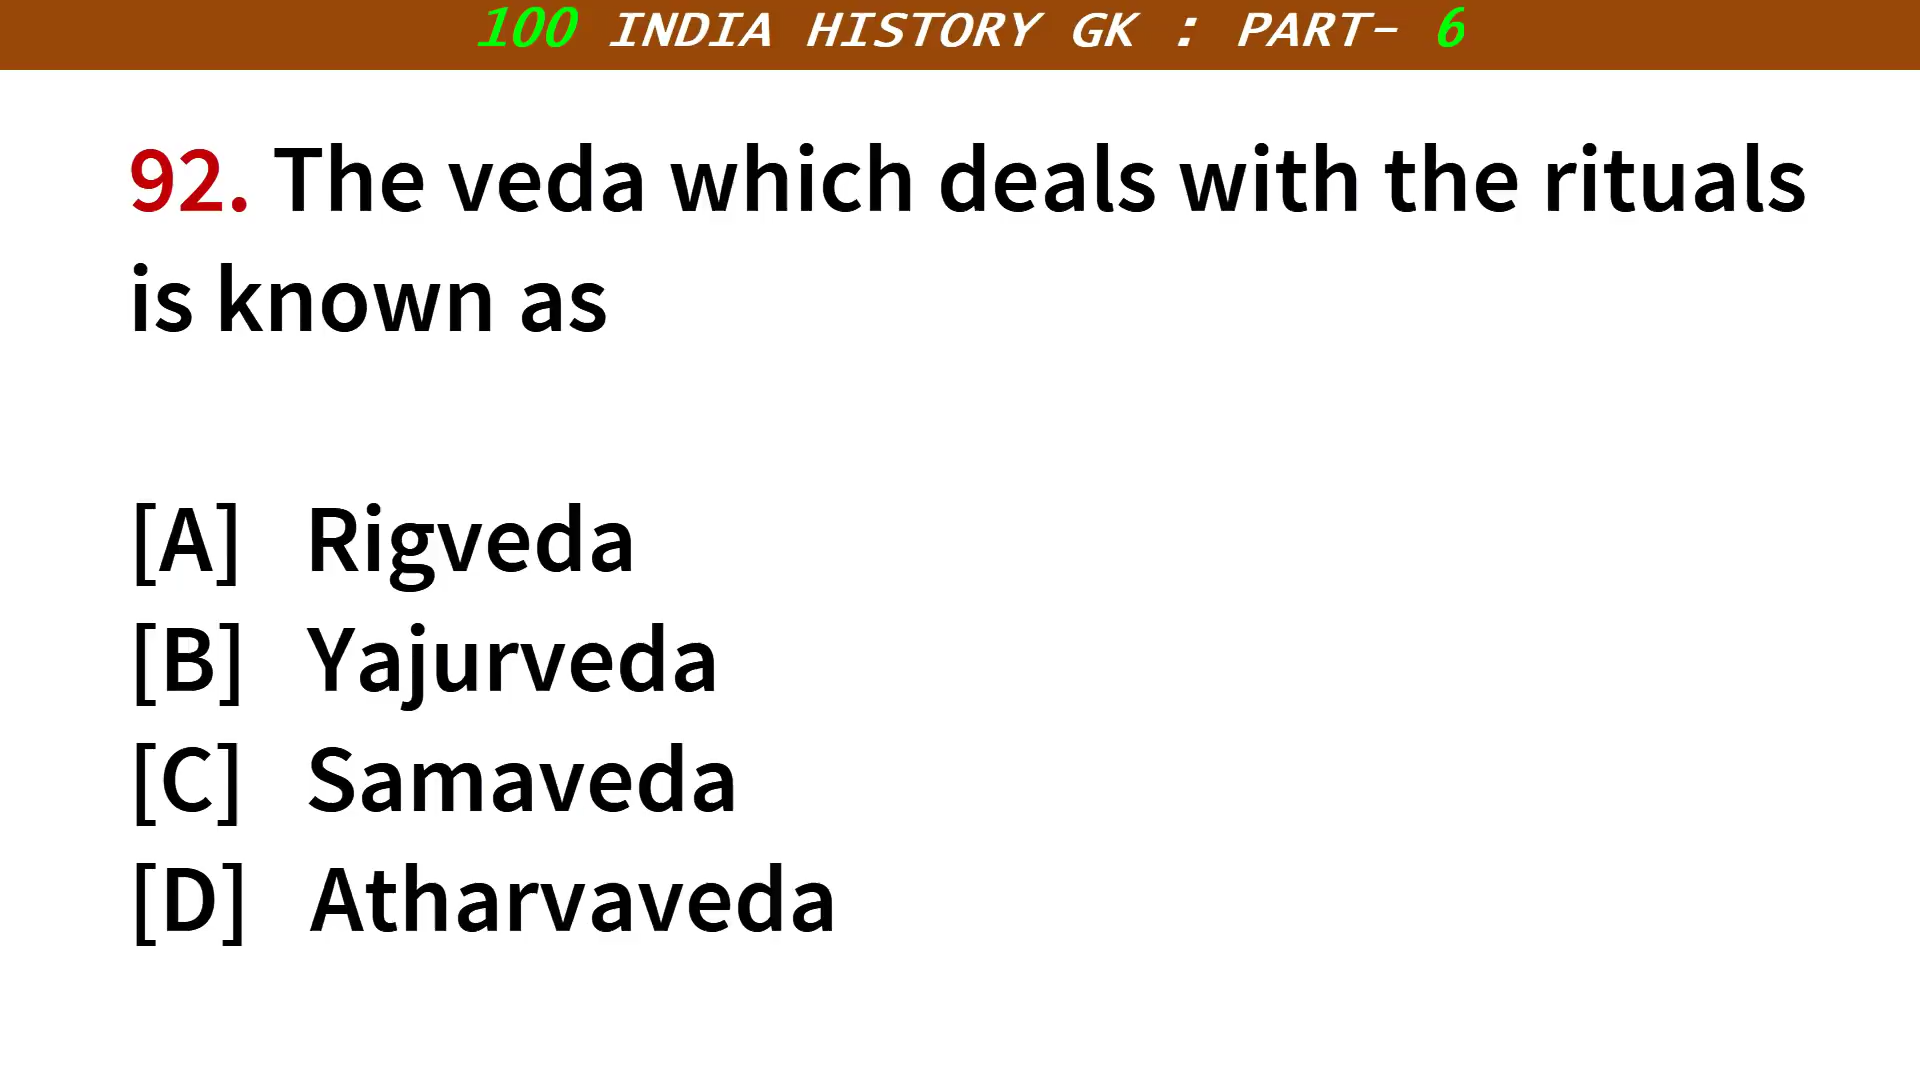 100 INDIA HISTORY GK : PART- 6
92. The veda which deals with the rituals
is known as
[A] Rigveda
[B] Yajurveda
[C] Samaveda
[D] Atharvaveda